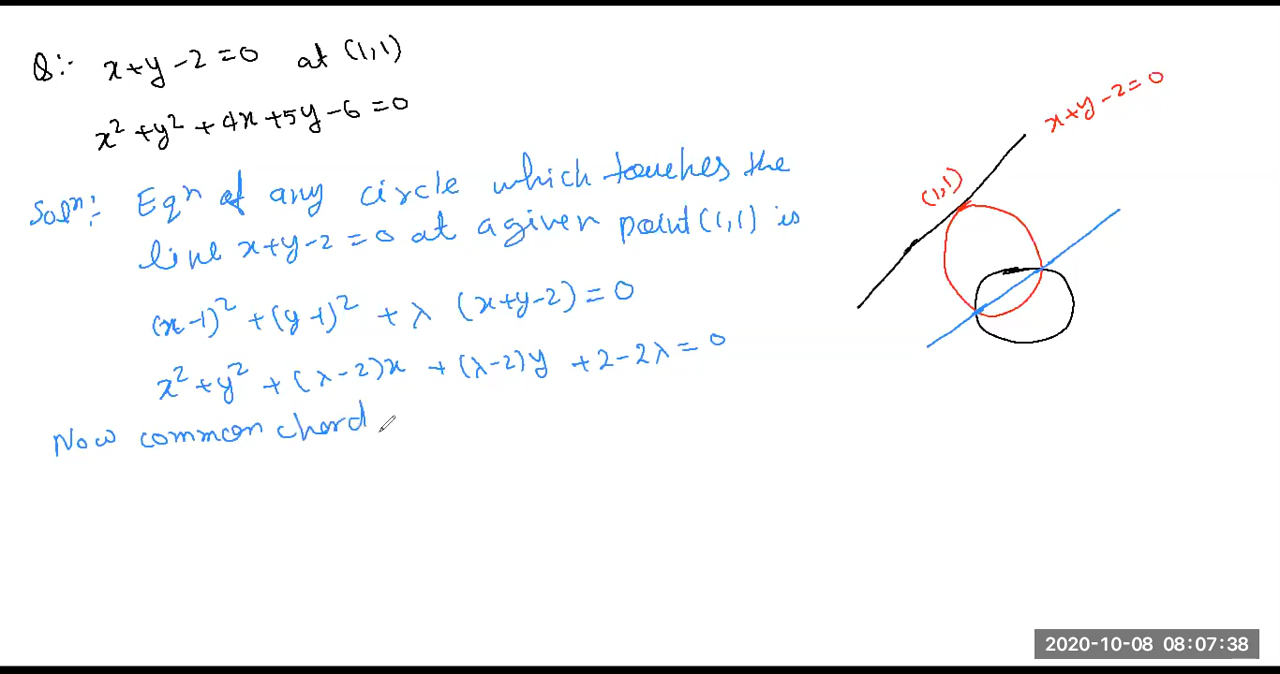 Q:- x+y-2=0 at (1,1)
x²+y²+4x+5y-6=0
Solⁿ:- Eqⁿ of any circle which touches the
line x+y-2=0 at a given point (1,1) is
(x-1)²+(y-1)²+λ(x+y-2)=0
x²+y²+(λ-2)x+(λ-2)y+2-2λ=0
Now common chord
x+y-2=0
(1,1)
2020-10-08 08:07:38